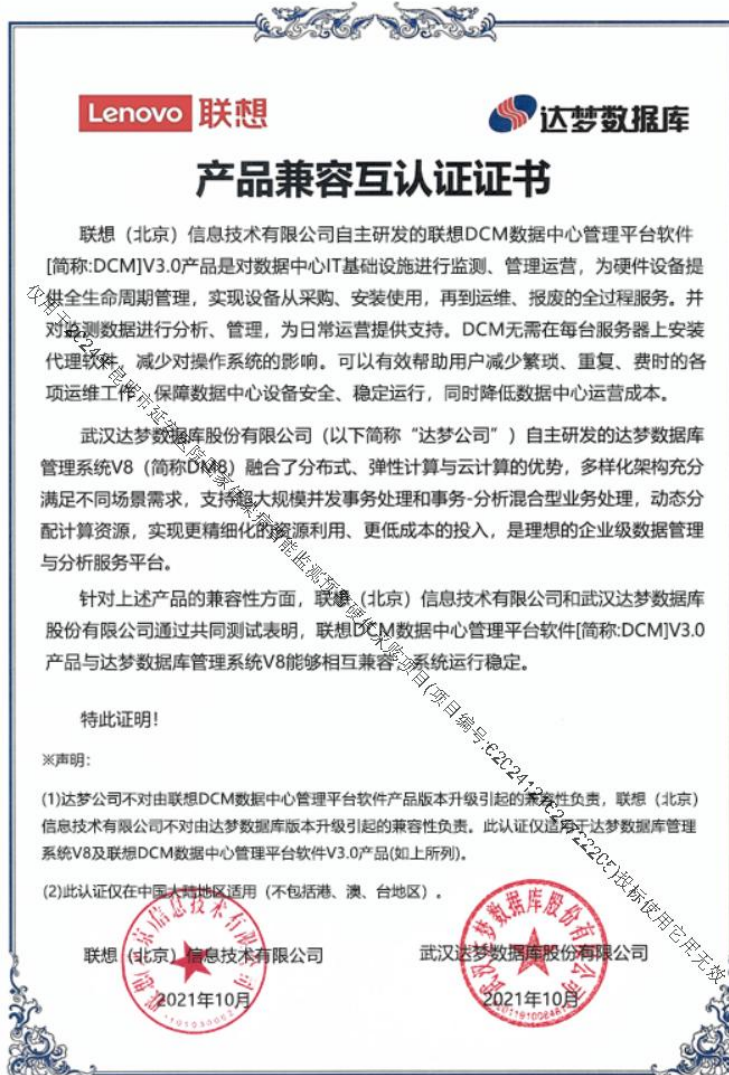 Lenovo 联想
达梦数据库
产品兼容互认证证书
联想（北京）信息技术有限公司自主研发的联想DCM数据中心管理平台软件
[简称:DCM]V3.0产品是对数据中心IT基础设施进行监测、管理运营，为硬件设备提
供全生命周期管理，实现设备从采购、安装使用，再到运维、报废的全过程服务。并
对监测数据进行分析、管理，为日常运营提供支持。DCM无需在每台服务器上安装
代理软件，减少对操作系统的影响。可以有效帮助用户减少繁琐、重复、费时的各
项运维工作，保障数据中心设备安全、稳定运行，同时降低数据中心运营成本。
武汉达梦数据库股份有限公司（以下简称“达梦公司”）自主研发的达梦数据库
管理系统V8（简称DM8）融合了分布式、弹性计算与云计算的优势，多样化架构充分
满足不同场景需求，支持超大规模并发事务处理和事务-分析混合型业务处理，动态分
配计算资源，实现更精细化的资源利用、更低成本的投入，是理想的企业级数据管理
与分析服务平台。
针对上述产品的兼容性方面，联想（北京）信息技术有限公司和武汉达梦数据库
股份有限公司通过共同测试表明，联想DCM数据中心管理平台软件[简称:DCM]V3.0
产品与达梦数据库管理系统V8能够相互兼容，系统运行稳定。
特此证明！
※声明：
(1)达梦公司不对由联想DCM数据中心管理平台软件产品版本升级引起的兼容性负责，联想（北京）
信息技术有限公司不对由达梦数据库版本升级引起的兼容性负责。此认证仅适用于达梦数据库管理
系统V8及联想DCM数据中心管理平台软件V3.0产品(如上所列)。
(2)此认证仅在中国大陆地区适用（不包括港、澳、台地区）。
联想（北京）信息技术有限公司
武汉达梦数据库股份有限公司
2021年10月
2021年10月